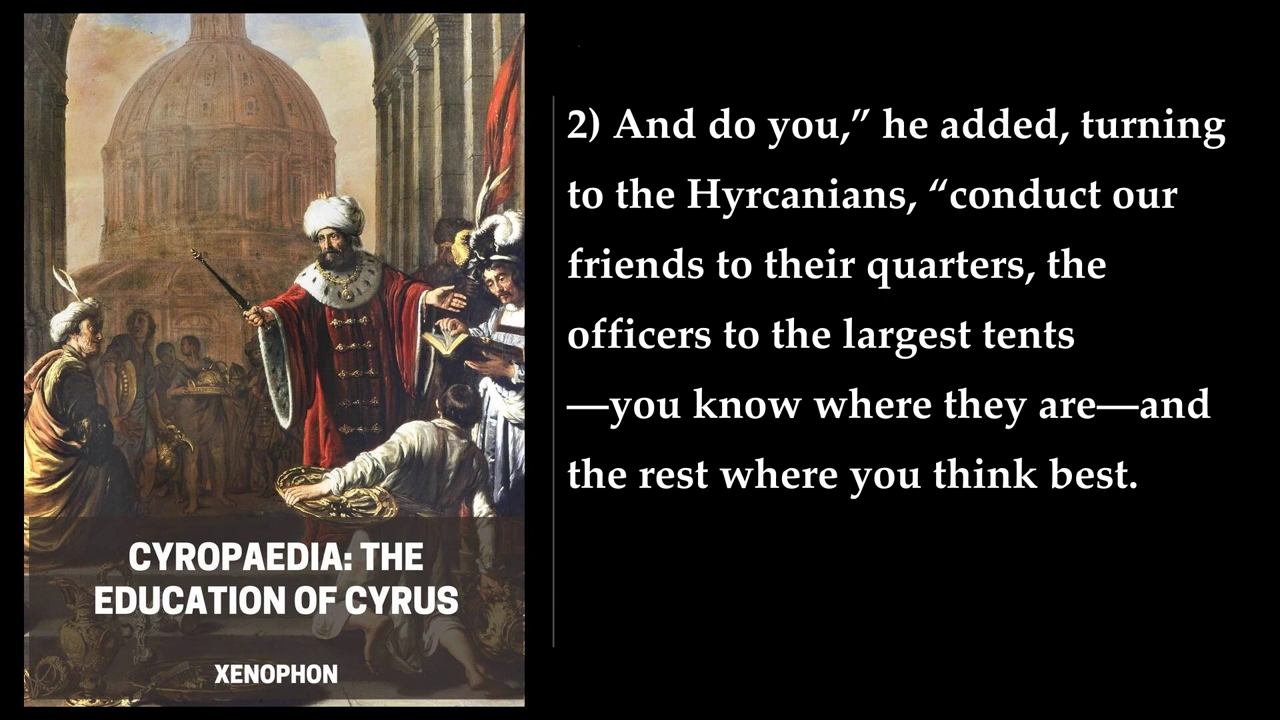 2) And do you,” he added, turning
to the Hyrcanians, “conduct our
friends to their quarters, the
officers to the largest tents
—you know where they are—and
the rest where you think best.
CYROPAEDIA: THE
EDUCATION OF CYRUS
XENOPHON